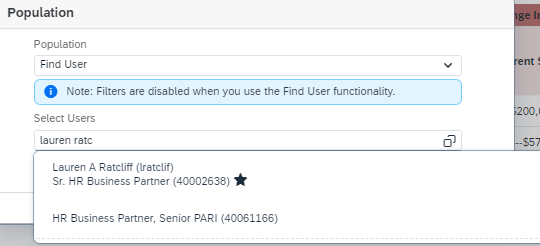 Population
nge In
Population
Find User
rent S
Note: Filters are disabled when you use the Find User functionality.
Select Users
$200,
lauren ratc
--$57
Lauren A Ratcliff (lratclif)
Sr. HR Business Partner (40002638)
HR Business Partner, Senior PARI (40061166)